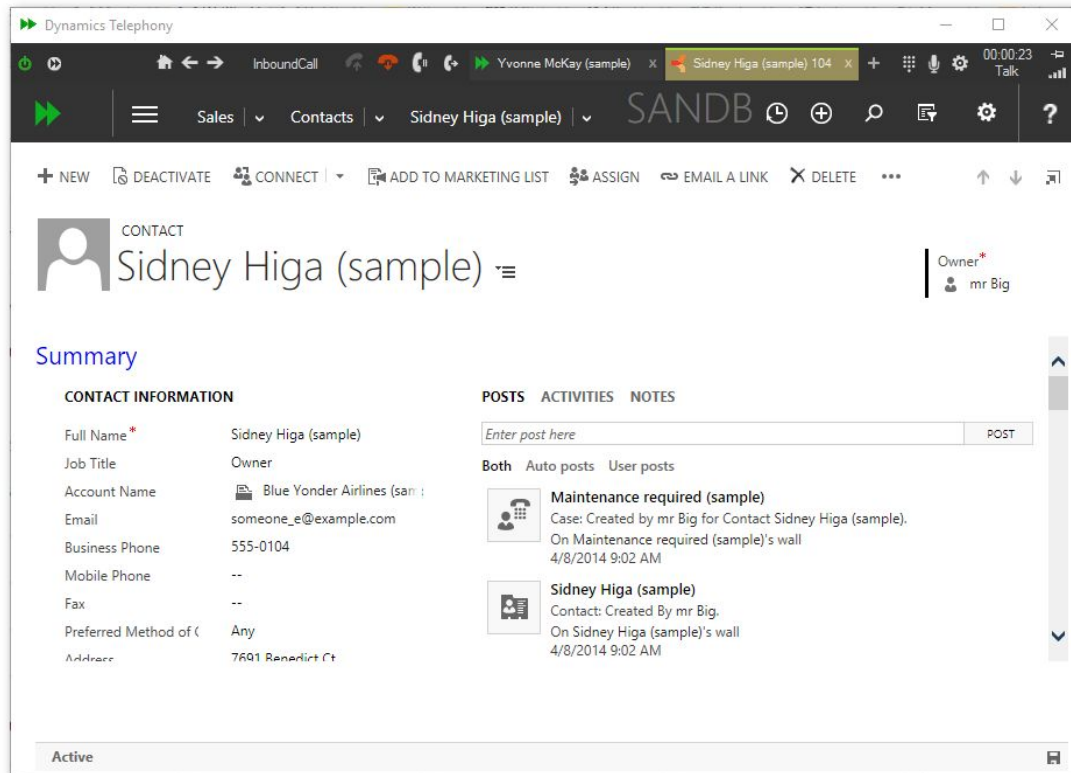 Dynamics Telephony
InboundCall Yvonne McKay (sample) x Sidney Higa (sample) 104 x + 00:00:23
Talk
Sales Contacts Sidney Higa (sample) SANDB ?
NEW DEACTIVATE CONNECT ADD TO MARKETING LIST ASSIGN EMAIL A LINK DELETE •••
CONTACT
Sidney Higa (sample)
Owner*
mr Big
Summary
CONTACT INFORMATION
Full Name* Sidney Higa (sample)
Job Title Owner
Account Name Blue Yonder Airlines (sam
Email someone_e@example.com
Business Phone 555-0104
Mobile Phone --
Fax --
Preferred Method of C Any
Address 7691 Benedict Ct
POSTS ACTIVITIES NOTES
Enter post here POST
Both Auto posts User posts
Maintenance required (sample)
Case: Created by mr Big for Contact Sidney Higa (sample).
On Maintenance required (sample)'s wall
4/8/2014 9:02 AM
Sidney Higa (sample)
Contact: Created By mr Big.
On Sidney Higa (sample)'s wall
4/8/2014 9:02 AM
Active